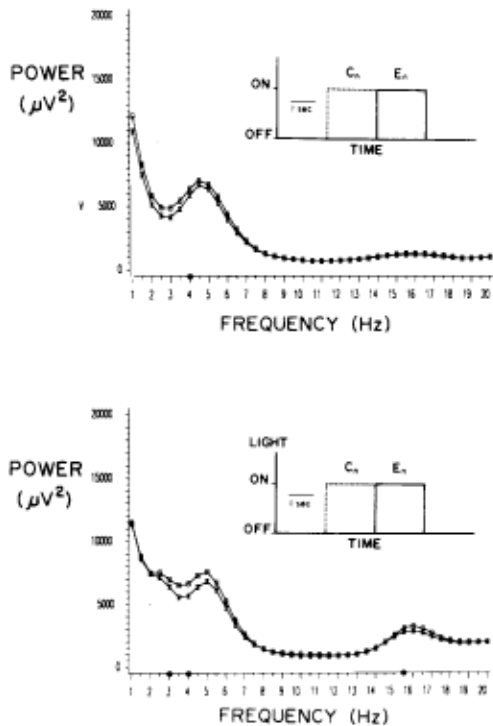 20000
POWER
(μV²)
15000
10000
5000
0
ON
OFF
Cₙ Eₙ
1 sec
TIME
1 2 3 4 5 6 7 8 9 10 11 12 13 14 15 16 17 18 19 20
FREQUENCY (Hz)
20000
POWER
(μV²)
15000
10000
5000
0
LIGHT
ON
OFF
Cₙ Eₙ
1 sec
TIME
1 2 3 4 5 6 7 8 9 10 11 12 13 14 15 16 17 18 19 20
FREQUENCY (Hz)